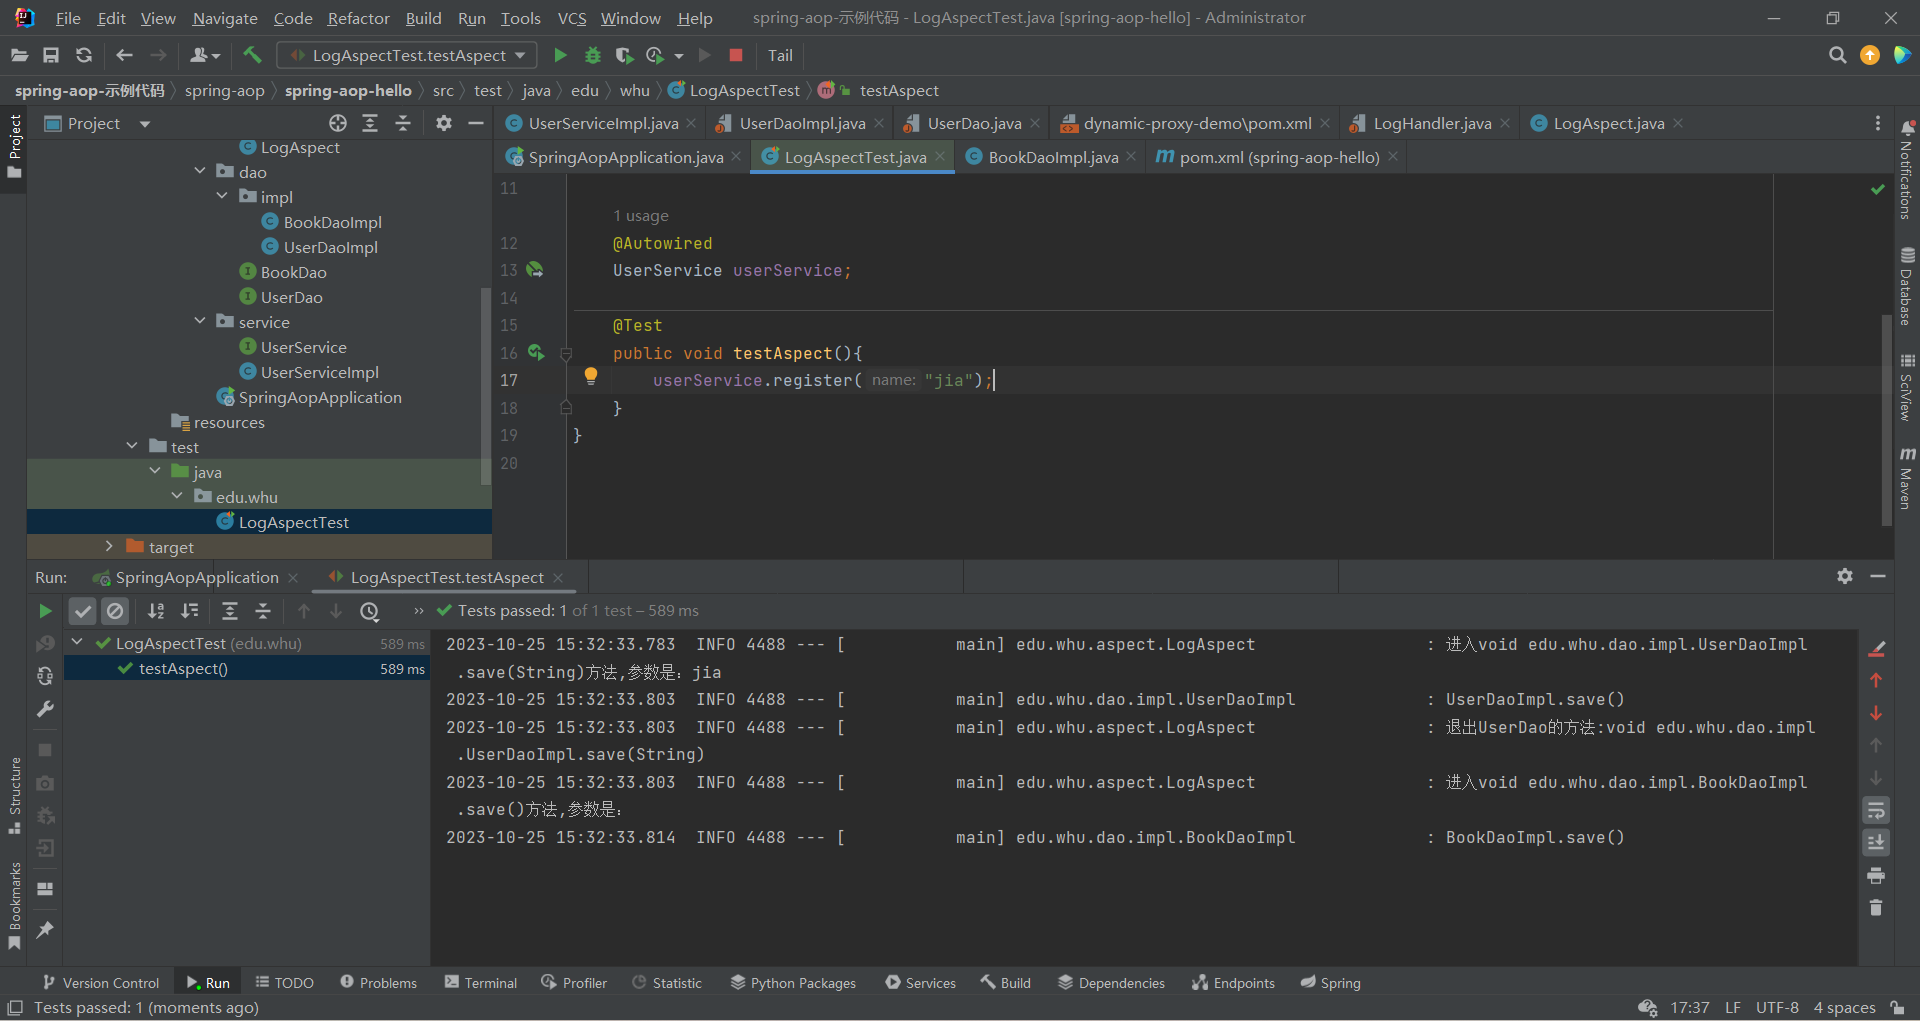 File Edit View Navigate Code Refactor Build Run Tools VCS Window Help spring-aop-示例代码 - LogAspectTest.java [spring-aop-hello] - Administrator
LogAspectTest.testAspect Tail
spring-aop-示例代码 spring-aop spring-aop-hello src test java edu whu LogAspectTest testAspect
Project
Project
LogAspect
dao
impl
BookDaoImpl
UserDaoImpl
BookDao
UserDao
service
UserService
UserServiceImpl
SpringAopApplication
resources
test
java
edu.whu
LogAspectTest
target
UserServiceImpl.java UserDaoImpl.java UserDao.java dynamic-proxy-demo\pom.xml LogHandler.java LogAspect.java
SpringAopApplication.java LogAspectTest.java BookDaoImpl.java pom.xml (spring-aop-hello)
11
1 usage
12 @Autowired
13 UserService userService;
14
15 @Test
16 public void testAspect(){
17 userService.register( name: "jia");
18 }
19 }
20
Notifications
Database
SciView
Maven
Run: SpringAopApplication LogAspectTest.testAspect
Tests passed: 1 of 1 test – 589 ms
LogAspectTest (edu.whu) 589 ms
testAspect() 589 ms
2023-10-25 15:32:33.783 INFO 4488 --- [ main] edu.whu.aspect.LogAspect : 进入void edu.whu.dao.impl.UserDaoImpl
.save(String)方法,参数是：jia
2023-10-25 15:32:33.803 INFO 4488 --- [ main] edu.whu.dao.impl.UserDaoImpl : UserDaoImpl.save()
2023-10-25 15:32:33.803 INFO 4488 --- [ main] edu.whu.aspect.LogAspect : 退出UserDao的方法:void edu.whu.dao.impl
.UserDaoImpl.save(String)
2023-10-25 15:32:33.803 INFO 4488 --- [ main] edu.whu.aspect.LogAspect : 进入void edu.whu.dao.impl.BookDaoImpl
.save()方法,参数是：
2023-10-25 15:32:33.814 INFO 4488 --- [ main] edu.whu.dao.impl.BookDaoImpl : BookDaoImpl.save()
Structure
Bookmarks
Version Control Run TODO Problems Terminal Profiler Statistic Python Packages Services Build Dependencies Endpoints Spring
Tests passed: 1 (moments ago) 17:37 LF UTF-8 4 spaces